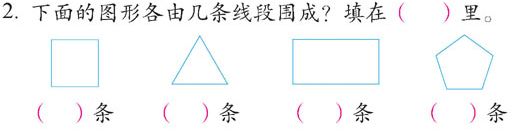 2. 下面的图形各由几条线段围成？填在（　　）里。
（　　）条　（　　）条　（　　）条　（　　）条